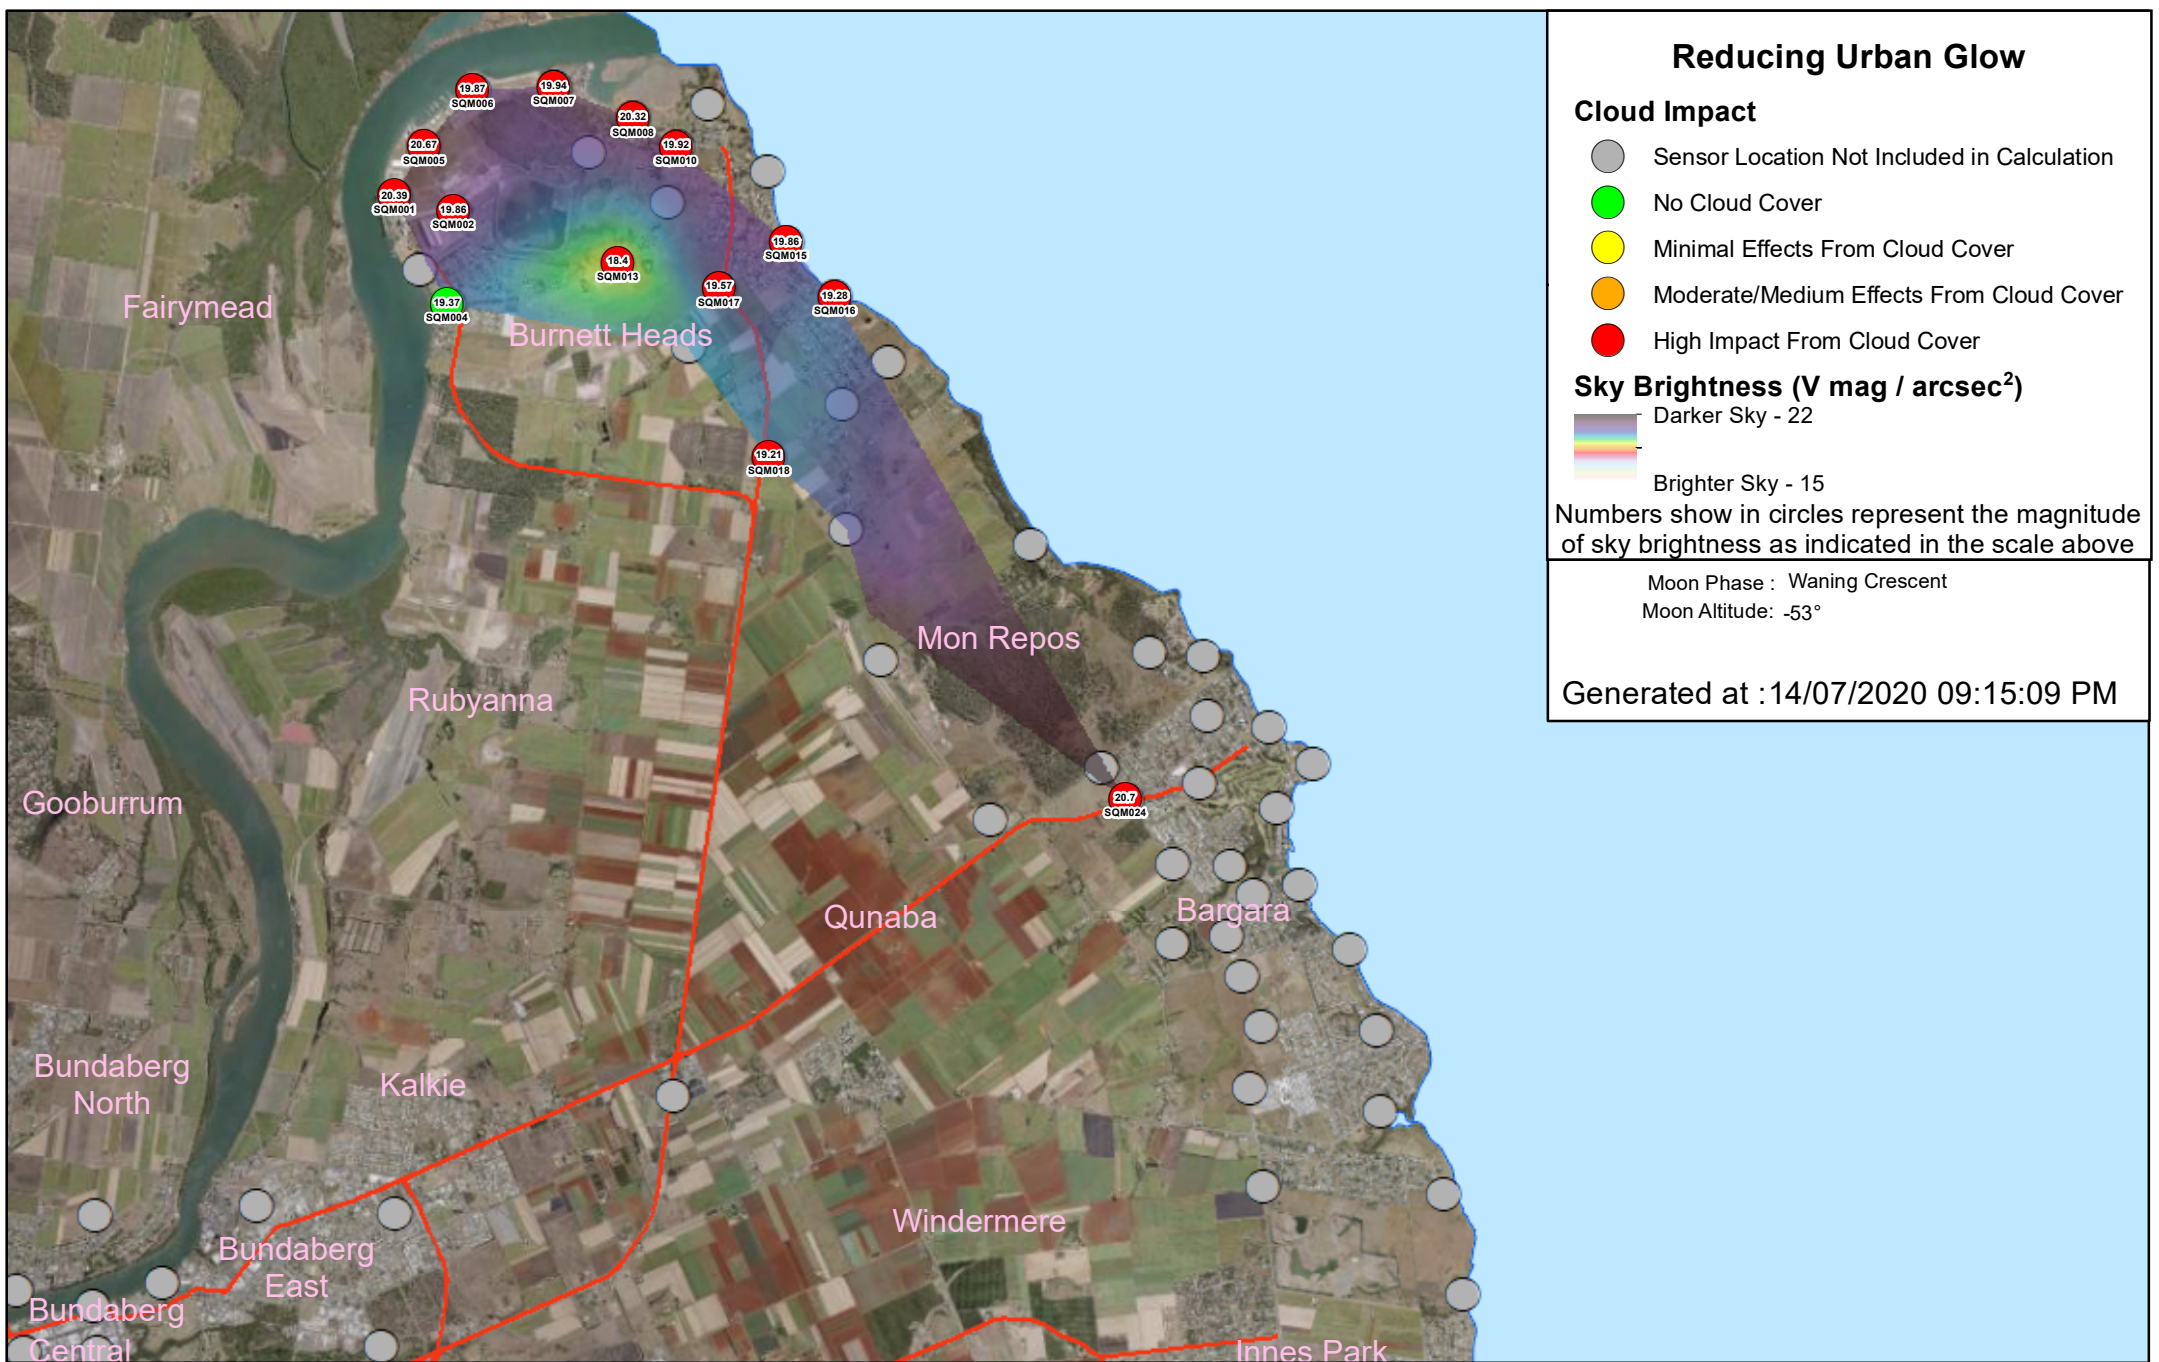 Reducing Urban Glow
Cloud Impact
Sensor Location Not Included in Calculation
No Cloud Cover
Minimal Effects From Cloud Cover
Moderate/Medium Effects From Cloud Cover
High Impact From Cloud Cover
Sky Brightness (V mag / arcsec²)
Darker Sky - 22
Brighter Sky - 15
Numbers show in circles represent the magnitude
of sky brightness as indicated in the scale above
Moon Phase : Waning Crescent
Moon Altitude: -53°
Generated at :14/07/2020 09:15:09 PM
19.87
SQM006
19.94
SQM007
20.32
SQM008
19.92
SQM010
20.67
SQM005
20.39
SQM001
19.86
SQM002
19.86
SQM015
18.4
SQM013
19.57
SQM017
19.28
SQM016
19.37
SQM004
Fairymead
Burnett Heads
19.21
SQM018
Mon Repos
Rubyanna
Gooburrum
20.7
SQM024
Qunaba
Bargara
Bundaberg
North
Kalkie
Windermere
Bundaberg
East
Bundaberg
Central
Innes Park